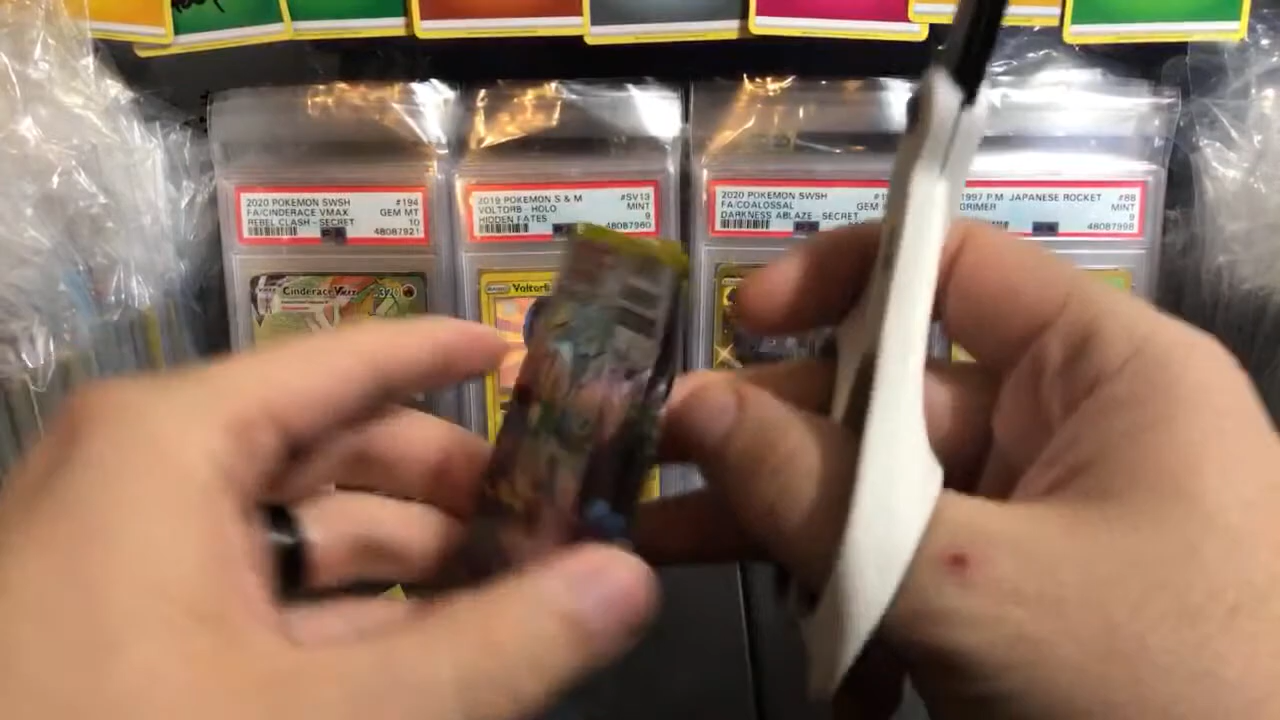 2020 POKEMON SWSH #194
FA/CINDERACE VMAX GEM MT
REBEL CLASH - SECRET 10
48087921
2019 POKEMON S & M #SV13
VOLTORB - HOLO MINT
HIDDEN FATES 9
48087960
2020 POKEMON SWSH
FA/COALOSSAL GEM
DARKNESS ABLAZE - SECRET
1997 P.M. JAPANESE ROCKET #88
GRIMER MINT
9
48087998
Cinderace VMAX 320
Voltorb